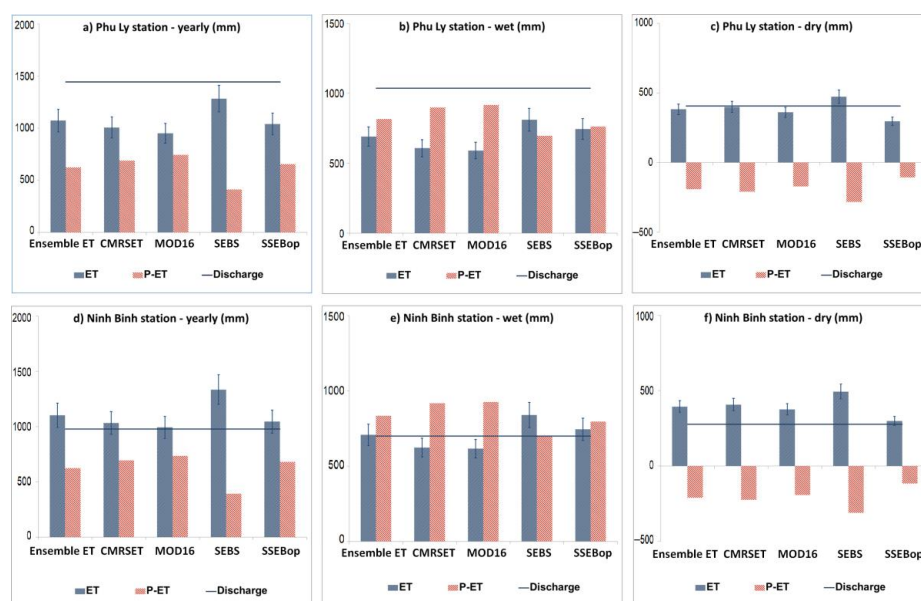 a) Phu Ly station - yearly (mm)
2000
1500
1000
500
0
Ensemble ET CMRSET MOD16 SEBS SSEBop
ET P-ET Discharge
b) Phu Ly station - wet (mm)
1500
1000
500
0
Ensemble ET CMRSET MOD16 SEBS SSEBop
ET P-ET Discharge
c) Phu Ly station - dry (mm)
1000
500
0
−500
Ensemble ET CMRSET MOD16 SEBS SSEBop
ET P-ET Discharge
d) Ninh Binh station - yearly (mm)
2000
1500
1000
500
0
Ensemble ET CMRSET MOD16 SEBS SSEBop
ET P-ET Discharge
e) Ninh Binh station - wet (mm)
1500
1000
500
0
Ensemble ET CMRSET MOD16 SEBS SSEBop
ET P-ET Discharge
f) Ninh Binh station - dry (mm)
1000
500
0
−500
Ensemble ET CMRSET MOD16 SEBS SSEBop
ET P-ET Discharge